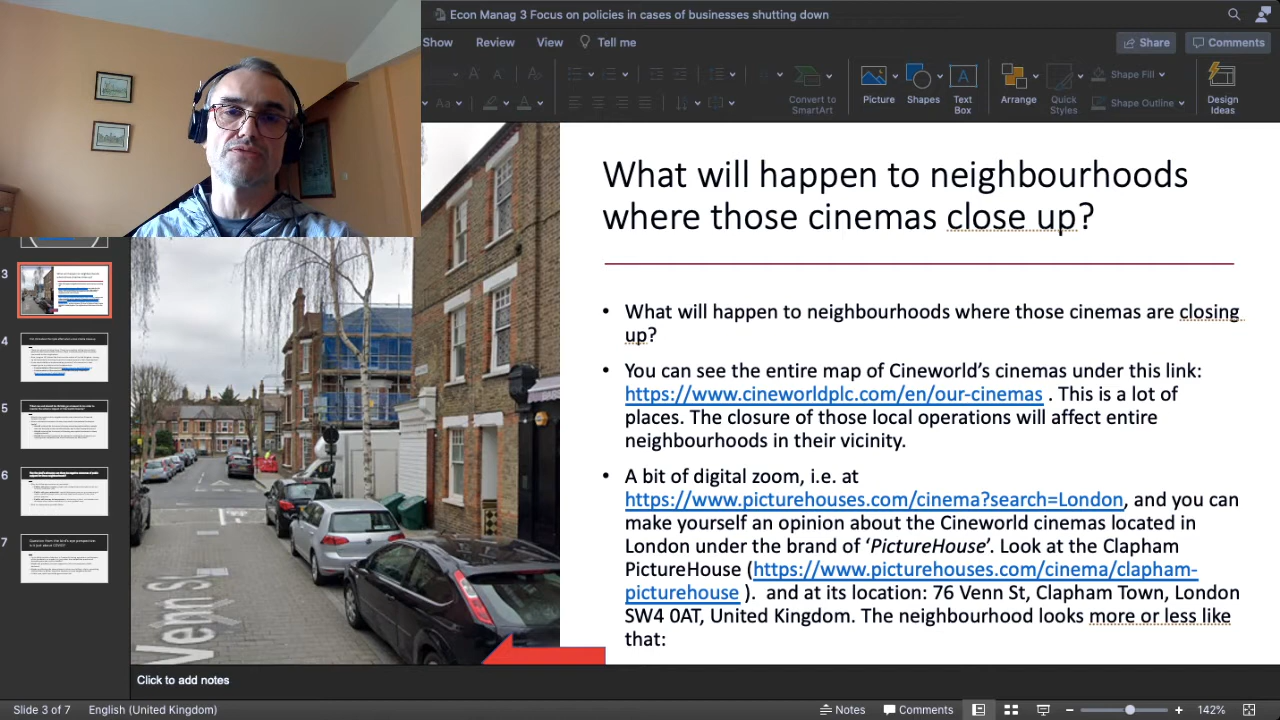 Econ Manag 3 Focus on policies in cases of businesses shutting down
Show Review View Tell me Share Comments
Aa
Convert to SmartArt
Picture Shapes Text Box Arrange Quick Styles Shape Fill Shape Outline Design Ideas
What will happen to neighbourhoods
where those cinemas close up?
• What will happen to neighbourhoods where those cinemas are closing
up?
• You can see the entire map of Cineworld’s cinemas under this link:
https://www.cineworldplc.com/en/our-cinemas . This is a lot of
places. The closure of those local operations will affect entire
neighbourhoods in their vicinity.
• A bit of digital zoom, i.e. at
https://www.picturehouses.com/cinema?search=London, and you can
make yourself an opinion about the Cineworld cinemas located in
London under the brand of ‘PictureHouse’. Look at the Clapham
PictureHouse (https://www.picturehouses.com/cinema/clapham-
picturehouse ). and at its location: 76 Venn St, Clapham Town, London
SW4 0AT, United Kingdom. The neighbourhood looks more or less like
that:
Venn S
3
4
5
6
7
Click to add notes
Slide 3 of 7 English (United Kingdom) Notes Comments 142%